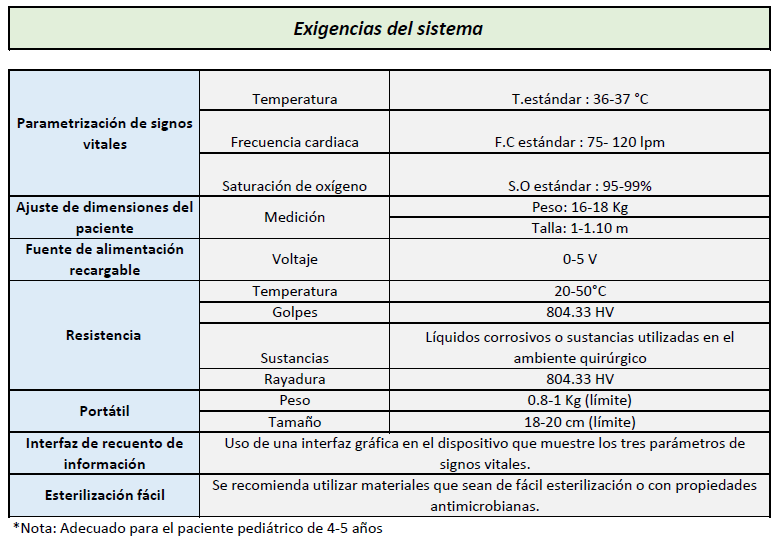 Exigencias del sistema
Parametrización de signos
vitales
Temperatura
T.estándar : 36-37 °C
Frecuencia cardiaca
F.C estándar : 75- 120 lpm
Saturación de oxígeno
S.O estándar : 95-99%
Ajuste de dimensiones del
paciente
Medición
Peso: 16-18 Kg
Talla: 1-1.10 m
Fuente de alimentación
recargable
Voltaje
0-5 V
Resistencia
Temperatura
20-50°C
Golpes
804.33 HV
Sustancias
Líquidos corrosivos o sustancias utilizadas en el
ambiente quirúrgico
Rayadura
804.33 HV
Portátil
Peso
0.8-1 Kg (límite)
Tamaño
18-20 cm (límite)
Interfaz de recuento de
información
Uso de una interfaz gráfica en el dispositivo que muestre los tres parámetros de
signos vitales.
Esterilización fácil
Se recomienda utilizar materiales que sean de fácil esterilización o con propiedades
antimicrobianas.
*Nota: Adecuado para el paciente pediátrico de 4-5 años